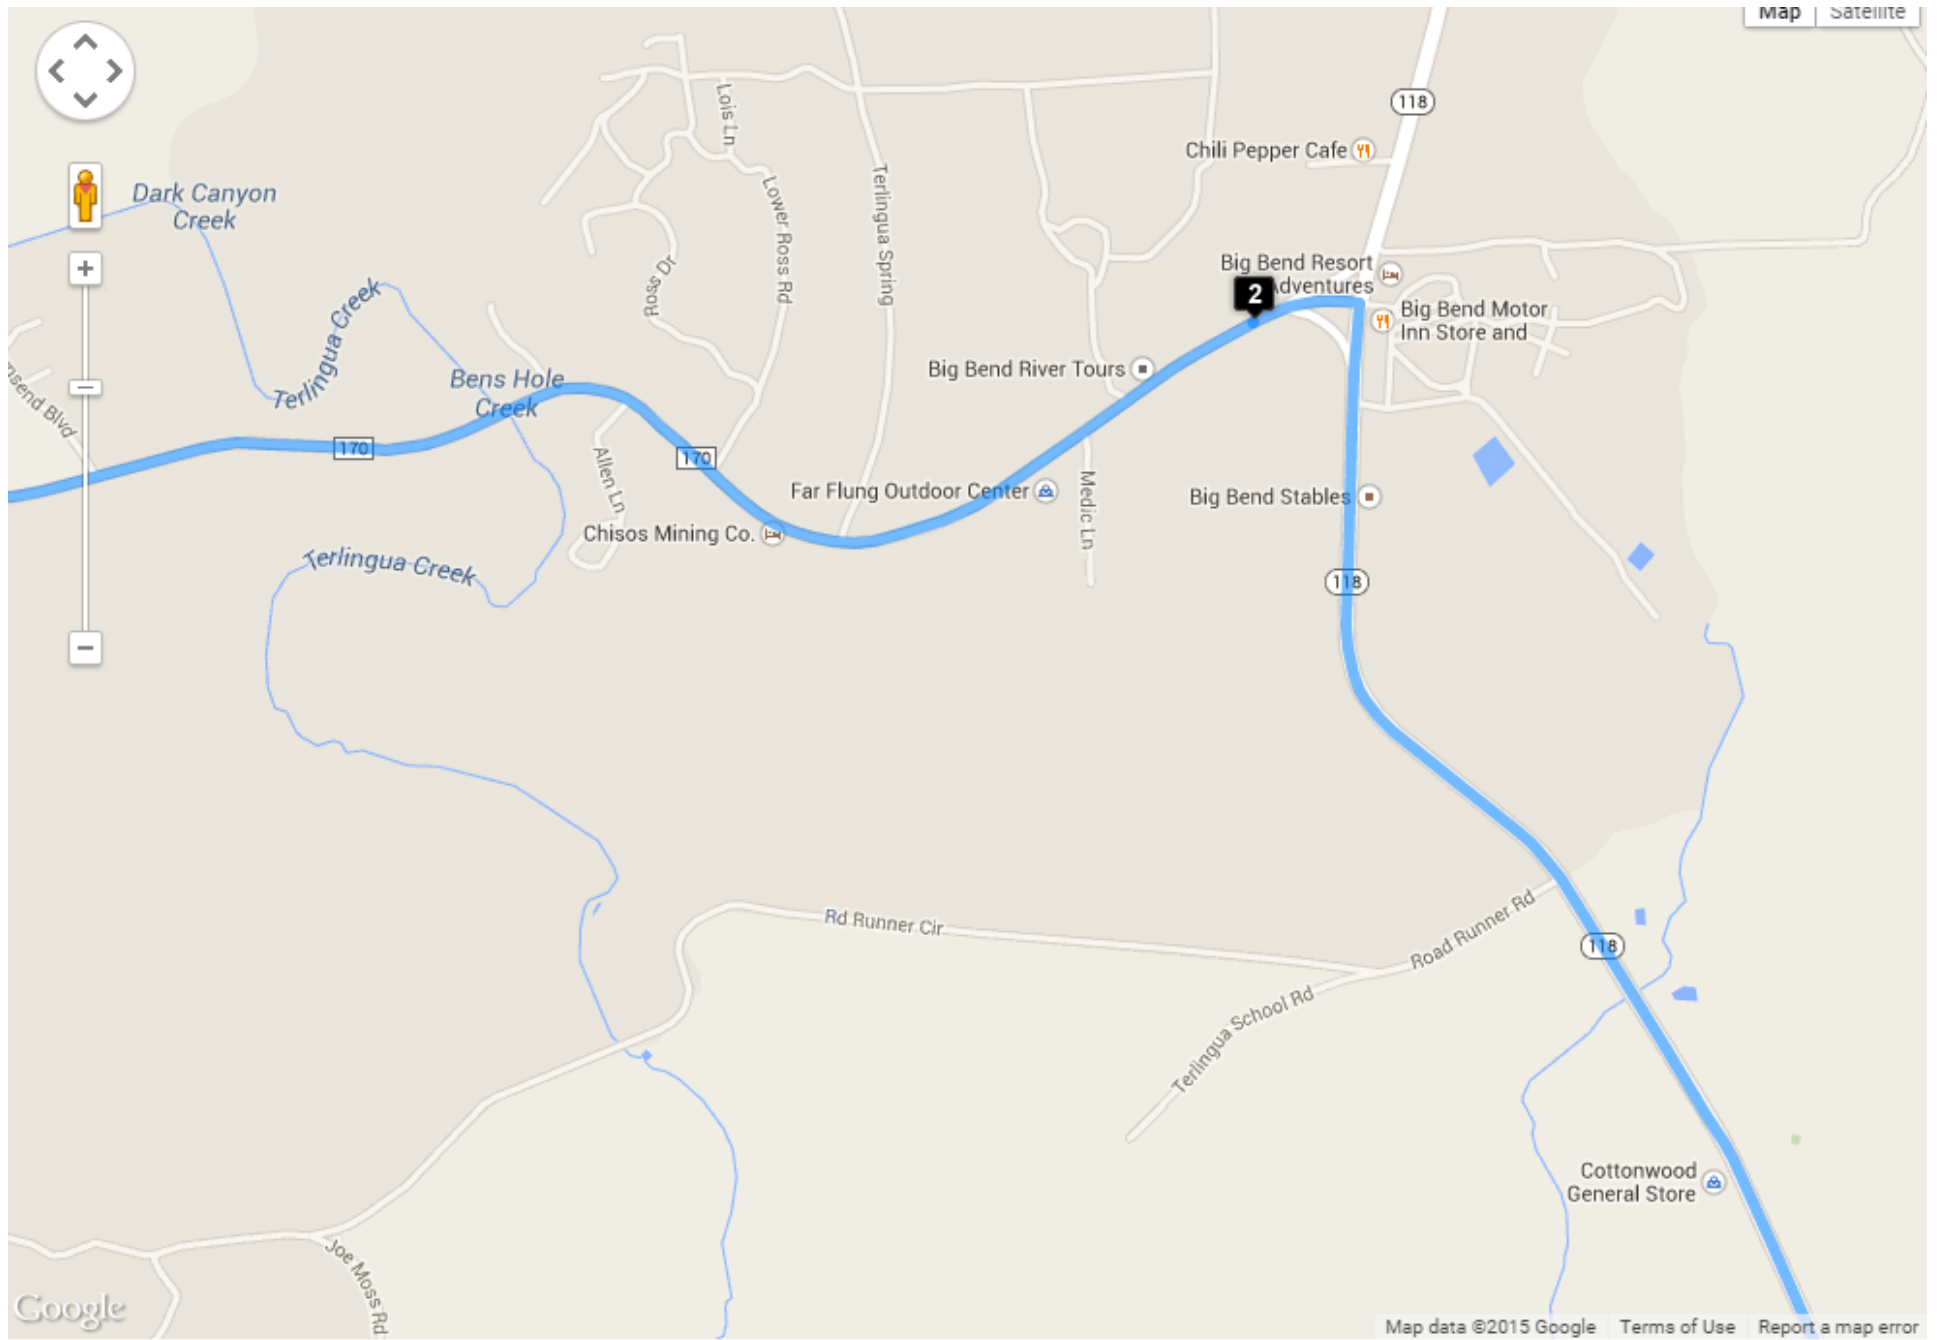 Map
Satellite
118
Chili Pepper Cafe
Lois Ln
Terlingua Spring
Lower Ross Rd
Dark Canyon
Creek
Big Bend Resort
Adventures
2
Ross Dr
Terlingua Creek
Big Bend Motor
Inn Store and
Big Bend River Tours
Bens Hole
Creek
170
170
Allen Ln
Far Flung Outdoor Center
Medic Ln
Big Bend Stables
Chisos Mining Co.
Terlingua Creek
118
Rd Runner Cir
Road Runner Rd
118
Terlingua School Rd
Cottonwood
General Store
Joe Moss Rd
Google
Map data ©2015 Google
Terms of Use
Report a map error